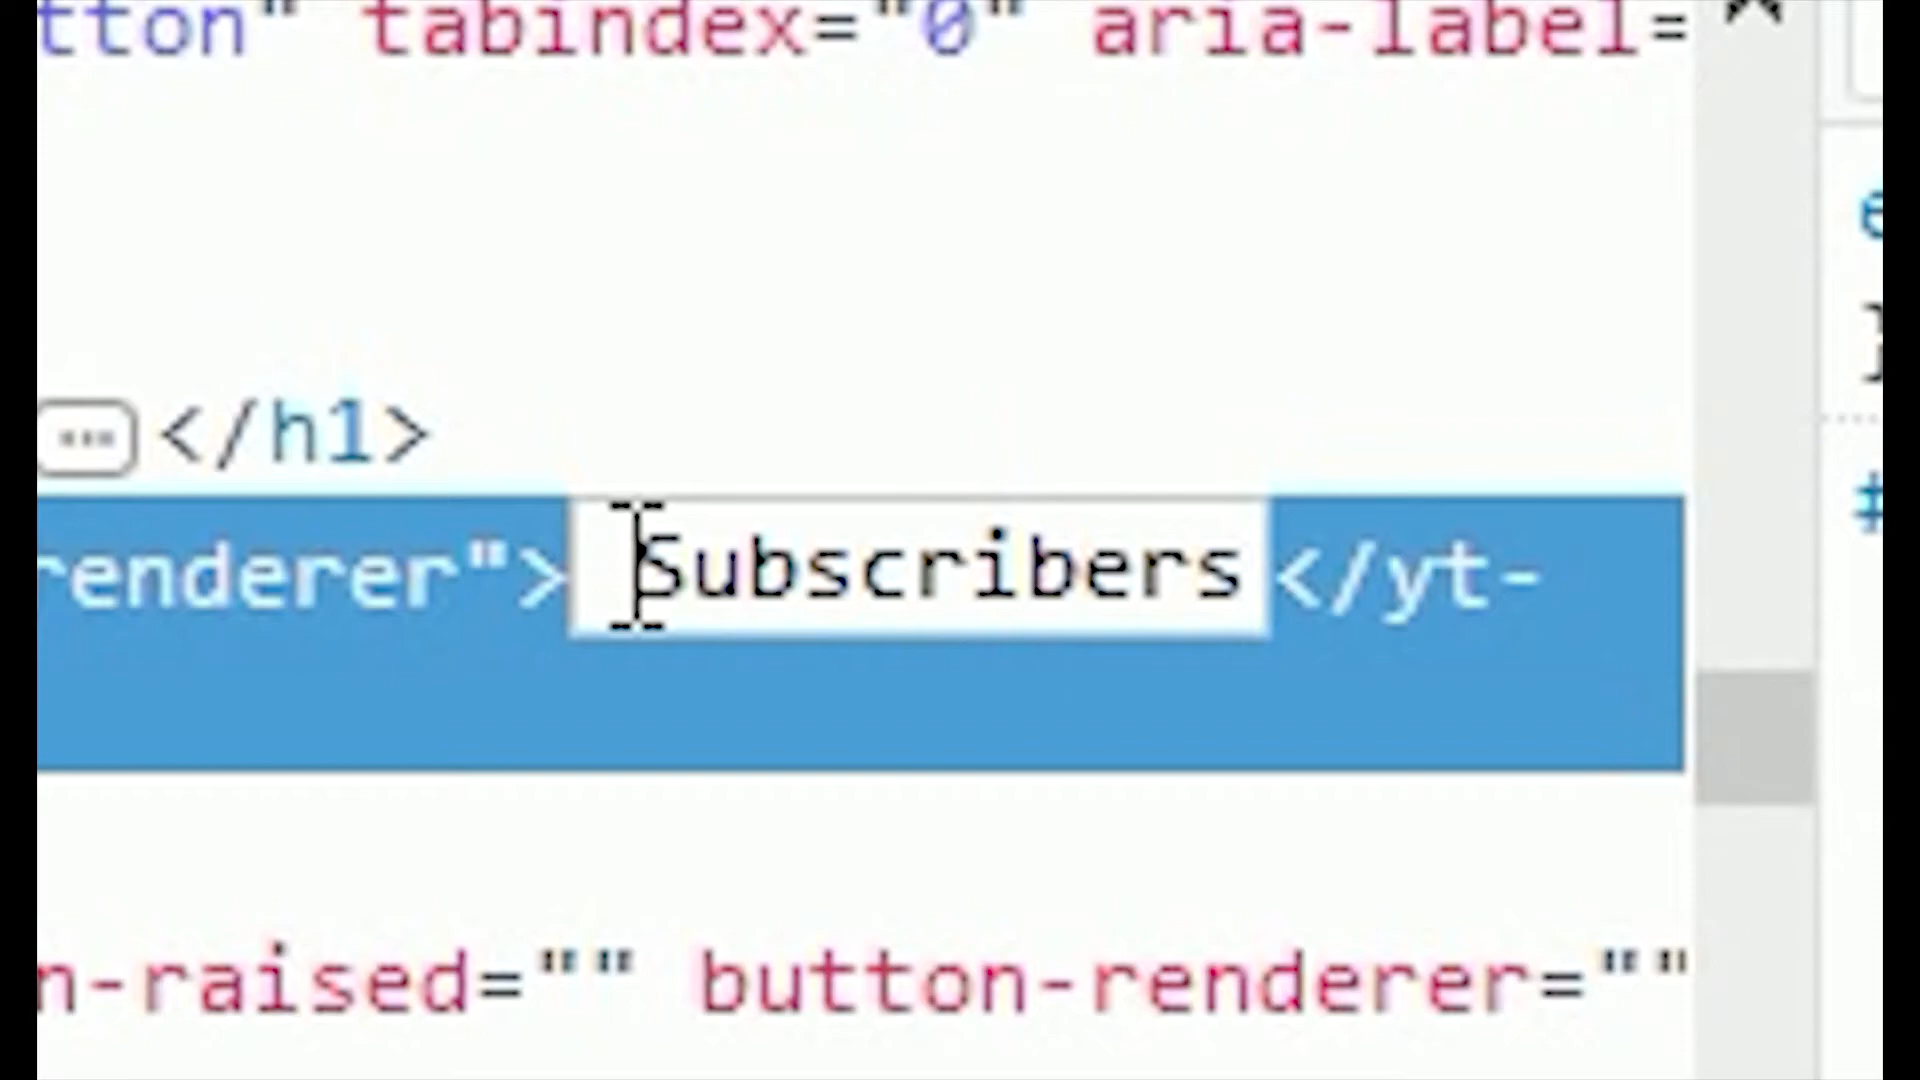 tton" tabindex="0" aria-label=
</h1>
renderer"> Subscribers</yt-
n-raised="" button-renderer=""